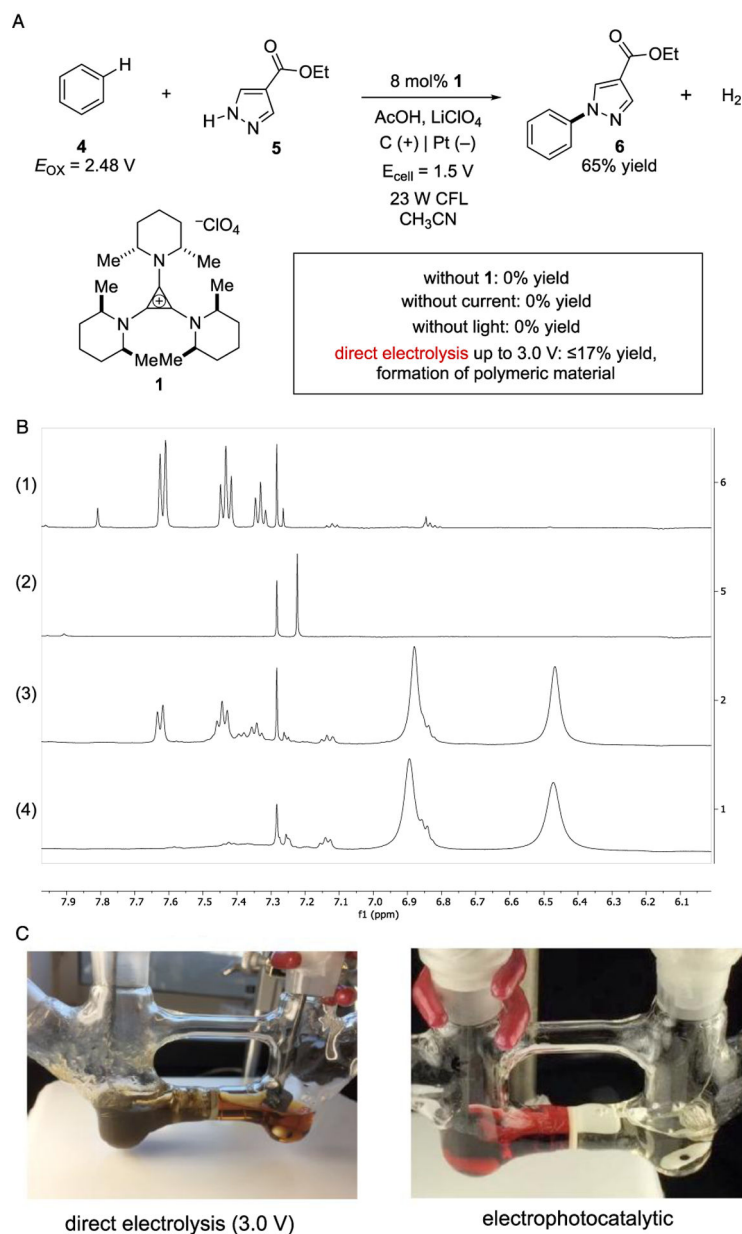 A
H
4
E_OX = 2.48 V
+
O
OEt
H
N
N
5
8 mol% 1
AcOH, LiClO₄
C (+) | Pt (–)
E_cell = 1.5 V
23 W CFL
CH₃CN
O
OEt
N
N
6
65% yield
+
H₂
⁻ClO₄
Me
N
Me
Me
Me
N
+
N
Me
Me
1
without 1: 0% yield
without current: 0% yield
without light: 0% yield
direct electrolysis up to 3.0 V: ≤17% yield,
formation of polymeric material
B
(1)
6
(2)
5
(3)
2
(4)
1
7.9 7.8 7.7 7.6 7.5 7.4 7.3 7.2 7.1 7.0 6.9 6.8 6.7 6.6 6.5 6.4 6.3 6.2 6.1
f1 (ppm)
C
direct electrolysis (3.0 V)
electrophotocatalytic